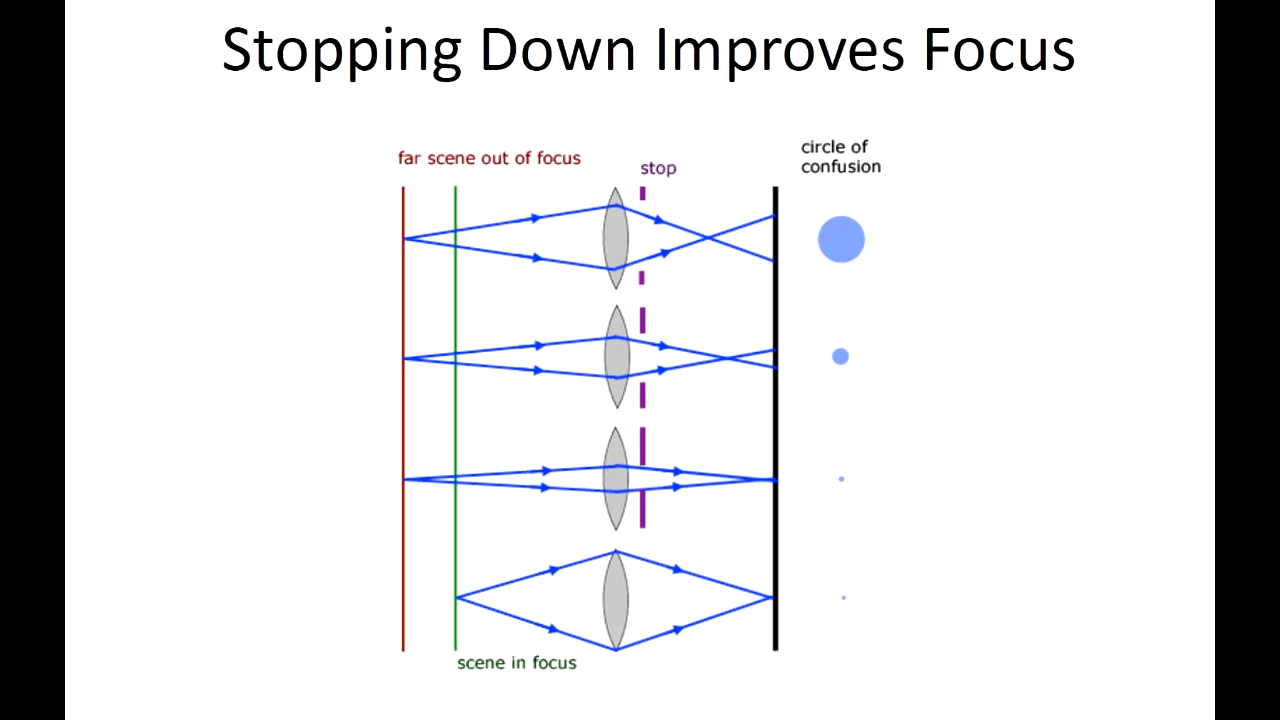 Stopping Down Improves Focus
circle of
confusion
far scene out of focus
stop
scene in focus